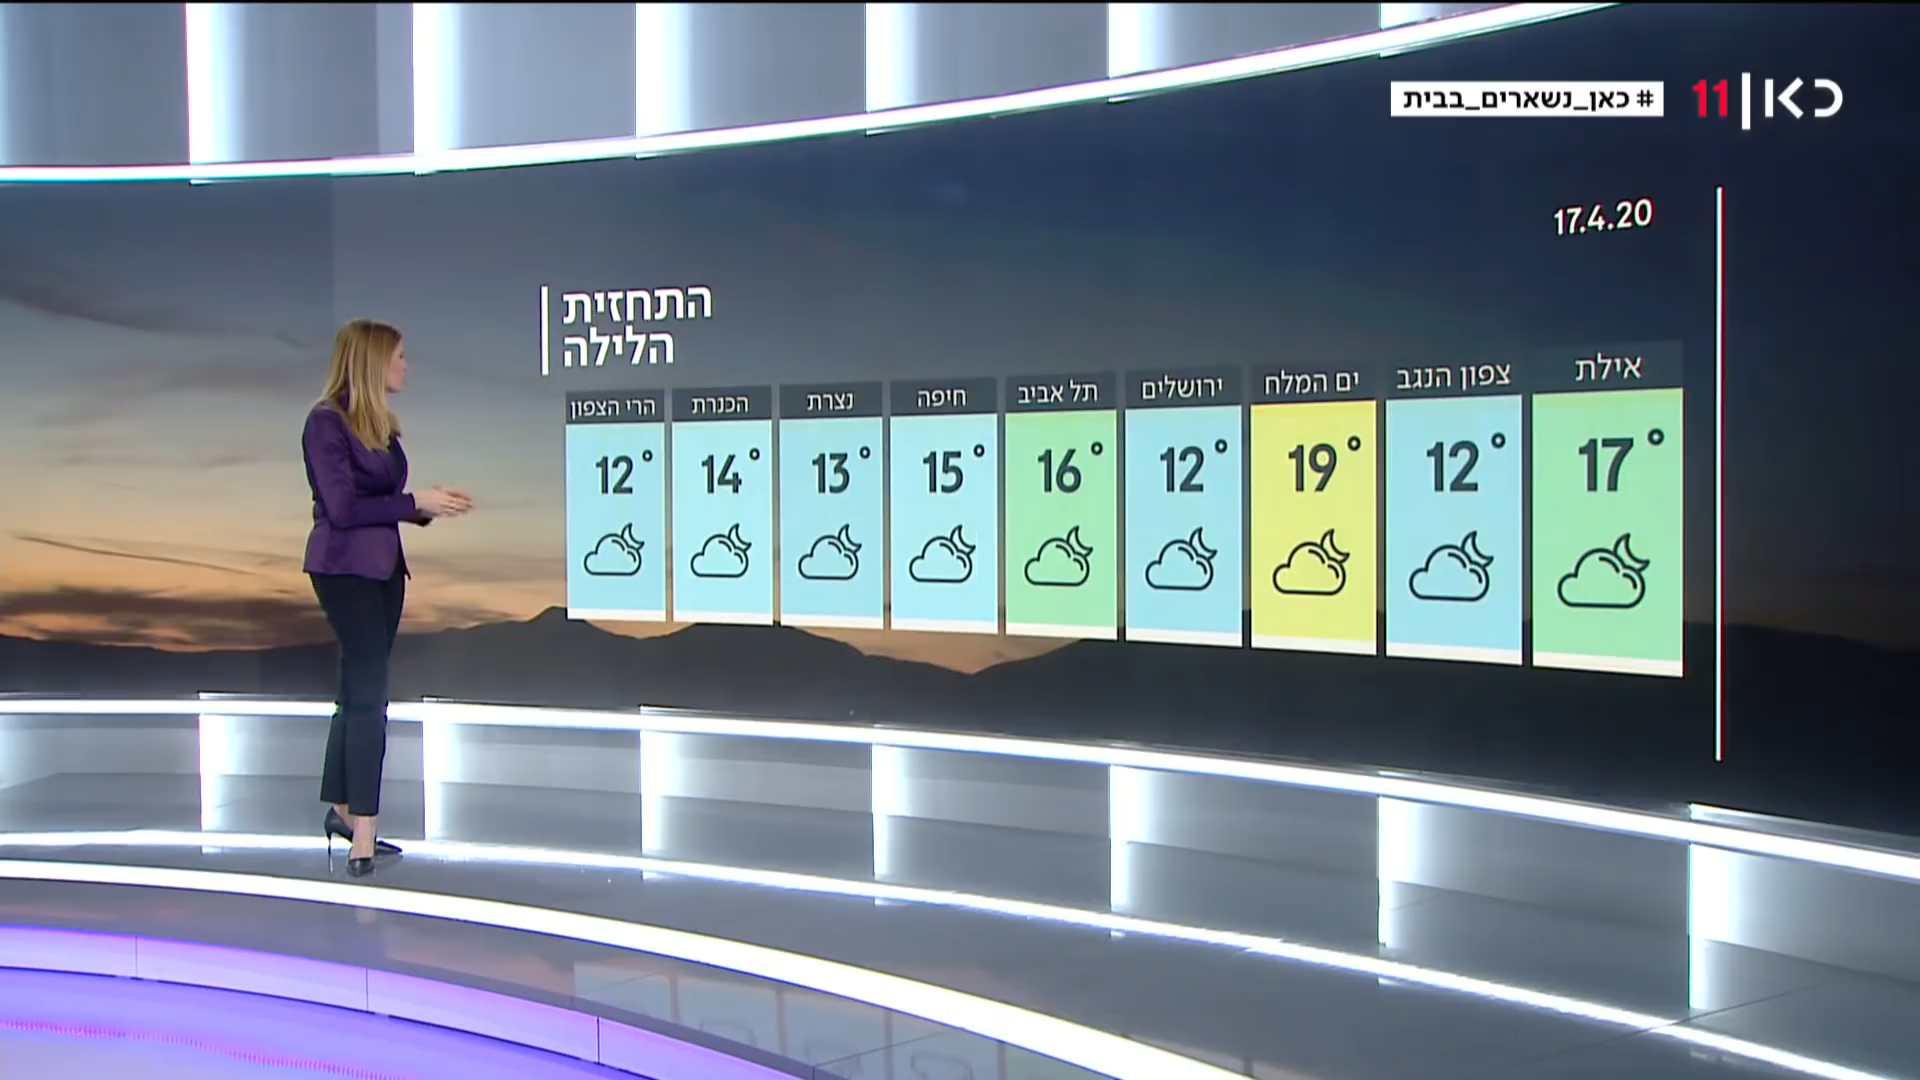 # כאן_נשארים_בבית
כאן 11
17.4.20
התחזית
הלילה
הרי הצפון
12°
הכנרת
14°
נצרת
13°
חיפה
15°
תל אביב
16°
ירושלים
12°
ים המלח
19°
צפון הנגב
12°
אילת
17°